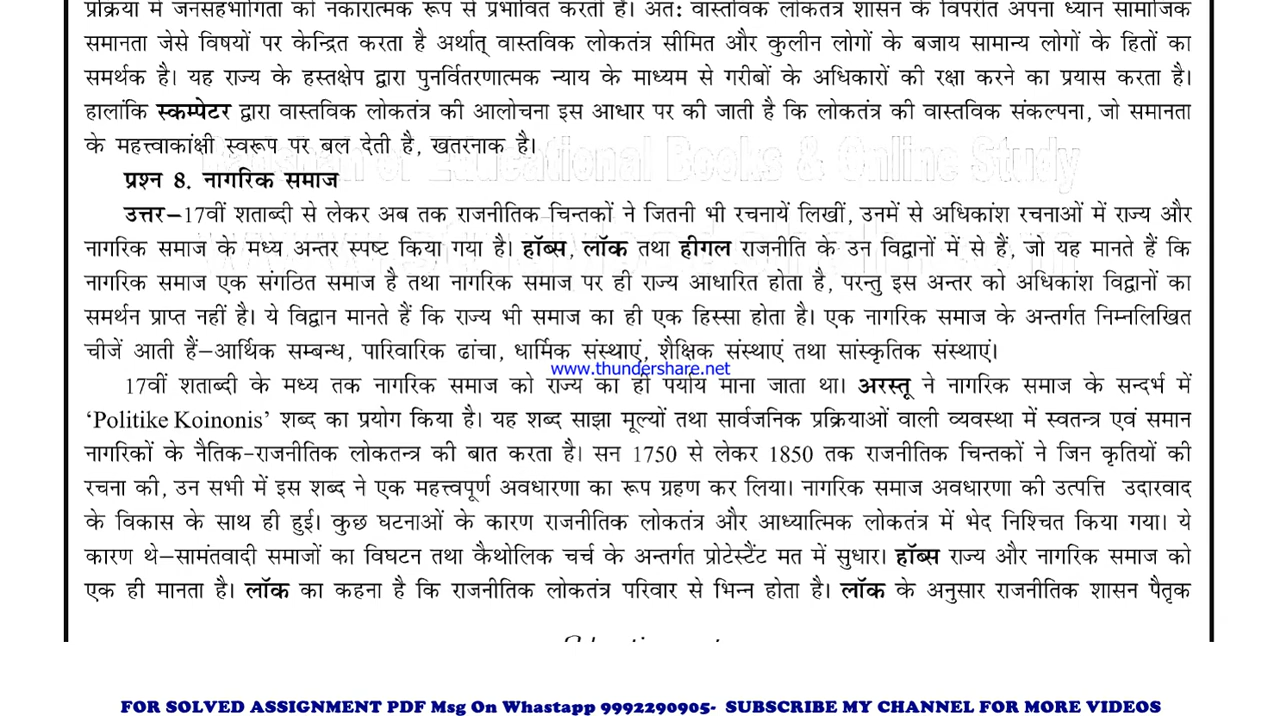 प्रक्रिया में जनसहभागिता को नकारात्मक रूप से प्रभावित करती हैं। अतः वास्तविक लोकतंत्र शासन के विपरीत अपना ध्यान सामाजिक
समानता जेसे विषयों पर केन्द्रित करता है अर्थात् वास्तविक लोकतंत्र सीमित और कुलीन लोगों के बजाय सामान्य लोगों के हितों का
समर्थक है। यह राज्य के हस्तक्षेप द्वारा पुनर्वितरणात्मक न्याय के माध्यम से गरीबों के अधिकारों की रक्षा करने का प्रयास करता है।
हालांकि स्कम्पेटर द्वारा वास्तविक लोकतंत्र की आलोचना इस आधार पर की जाती है कि लोकतंत्र की वास्तविक संकल्पना, जो समानता
के महत्त्वाकांक्षी स्वरूप पर बल देती है, खतरनाक है।
Educational Books & Online Study
प्रश्न 8. नागरिक समाज
उत्तर–17वीं शताब्दी से लेकर अब तक राजनीतिक चिन्तकों ने जितनी भी रचनायें लिखीं, उनमें से अधिकांश रचनाओं में राज्य और
नागरिक समाज के मध्य अन्तर स्पष्ट किया गया है। हॉब्स, लॉक तथा हीगल राजनीति के उन विद्वानों में से हैं, जो यह मानते हैं कि
नागरिक समाज एक संगठित समाज है तथा नागरिक समाज पर ही राज्य आधारित होता है, परन्तु इस अन्तर को अधिकांश विद्वानों का
समर्थन प्राप्त नहीं है। ये विद्वान मानते हैं कि राज्य भी समाज का ही एक हिस्सा होता है। एक नागरिक समाज के अन्तर्गत निम्नलिखित
चीजें आती हैं–आर्थिक सम्बन्ध, पारिवारिक ढांचा, धार्मिक संस्थाएं, शैक्षिक संस्थाएं तथा सांस्कृतिक संस्थाएं।
www.thundershare.net
17वीं शताब्दी के मध्य तक नागरिक समाज को राज्य का ही पर्याय माना जाता था। अरस्तू ने नागरिक समाज के सन्दर्भ में
‘Politike Koinonis’ शब्द का प्रयोग किया है। यह शब्द साझा मूल्यों तथा सार्वजनिक प्रक्रियाओं वाली व्यवस्था में स्वतन्त्र एवं समान
नागरिकों के नैतिक-राजनीतिक लोकतन्त्र की बात करता है। सन 1750 से लेकर 1850 तक राजनीतिक चिन्तकों ने जिन कृतियों की
रचना की, उन सभी में इस शब्द ने एक महत्त्वपूर्ण अवधारणा का रूप ग्रहण कर लिया। नागरिक समाज अवधारणा की उत्पत्ति उदारवाद
के विकास के साथ ही हुई। कुछ घटनाओं के कारण राजनीतिक लोकतंत्र और आध्यात्मिक लोकतंत्र में भेद निश्चित किया गया। ये
कारण थे–सामंतवादी समाजों का विघटन तथा कैथोलिक चर्च के अन्तर्गत प्रोटेस्टैंट मत में सुधार। हॉब्स राज्य और नागरिक समाज को
एक ही मानता है। लॉक का कहना है कि राजनीतिक लोकतंत्र परिवार से भिन्न होता है। लॉक के अनुसार राजनीतिक शासन पैतृक
FOR SOLVED ASSIGNMENT PDF Msg On Whastapp 9992290905- SUBSCRIBE MY CHANNEL FOR MORE VIDEOS